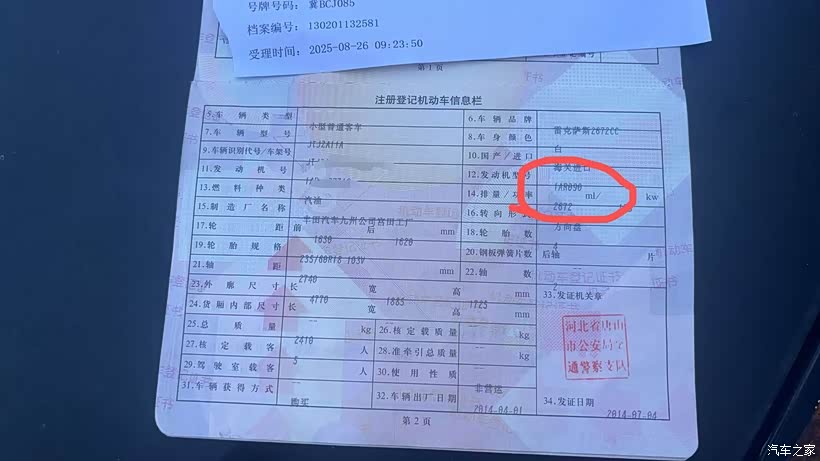 号牌号码: 冀BCJ085
档案编号: 130201132581
受理时间: 2025-08-26 09:23:50
第1页
注册登记机动车信息栏
5.车辆类型 小型普通客车 6.车辆品牌 雷克萨斯2672CC
7.车辆型号 JTJZA11A 8.车身颜色 白
9.车辆识别代号/车架号 10.国产/进口 海关进口
11.发动机号 12.发动机型号 1AR090
13.燃料种类 汽油 14.排量/功率 2672 ml/ kw
15.制造厂名称 丰田汽车九州公司宫田工厂 16.转向形式 方向盘
17.轮距 前 1630 后 1620 mm 18.轮胎数 4
19.轮胎规格 235/60R18 103V 20.钢板弹簧片数 后轴 片
21.轴距 2740 mm 22.轴数 2
23.外廓尺寸 长 4770 宽 1885 高 1725 mm 33.发证机关章
24.货厢内部尺寸 长 宽 高 mm
25.总质量 2410 kg 26.核定载质量 -- kg
27.核定载客 5 人 28.准牵引总质量 -- kg
29.驾驶室载客 -- 人 30.使用性质 非营运
31.车辆获得方式 购买 32.车辆出厂日期 2014-04-01 34.发证日期 2014-07-04
河北省唐山
市公安局交
通警察支队
第2页
汽车之家